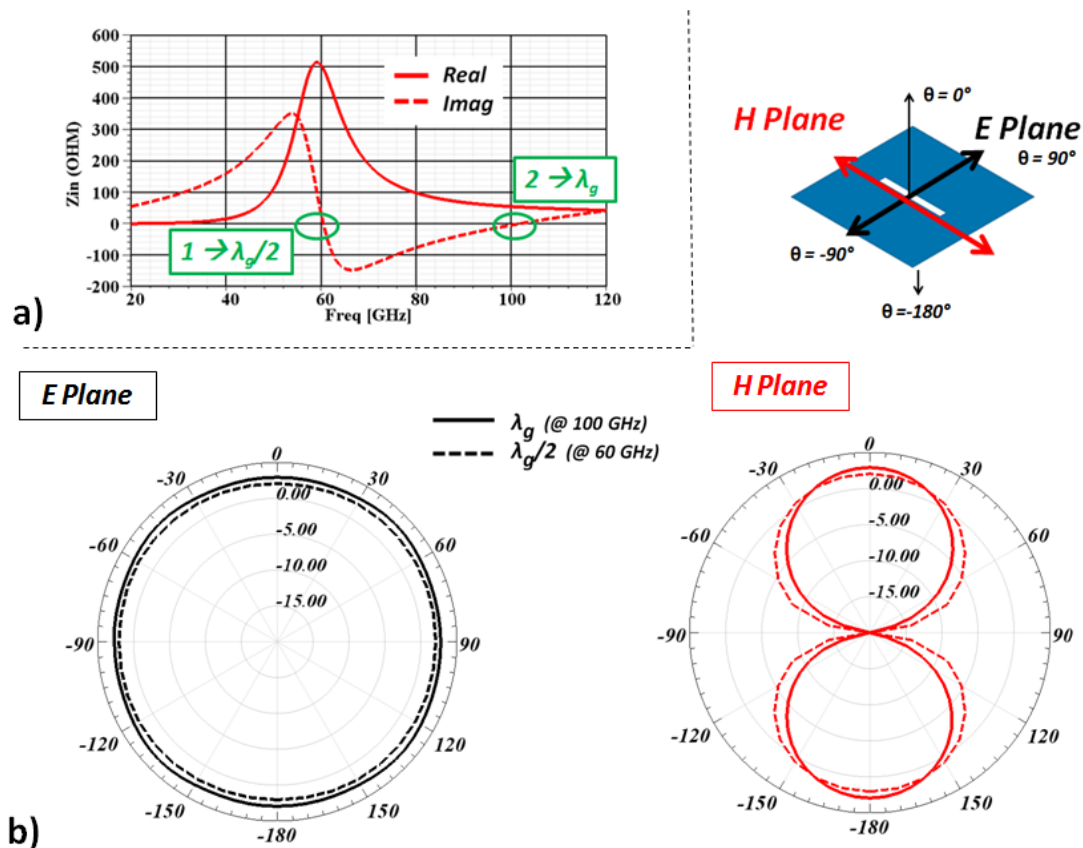 600
500
400
300
200
100
0
-100
-200
Zin (OHM)
Real
Imag
2 → λg
1 → λg/2
20
40
60
80
100
120
Freq [GHz]
a)
θ = 0°
H Plane
E Plane
θ = 90°
θ = -90°
θ =-180°
E Plane
H Plane
λg (@ 100 GHz)
λg/2 (@ 60 GHz)
0
-30
30
0.00
-60
60
-5.00
-10.00
-15.00
-90
90
-120
120
-150
150
-180
0
-30
30
0.00
-60
60
-5.00
-10.00
-15.00
-90
90
-120
120
-150
150
-180
b)